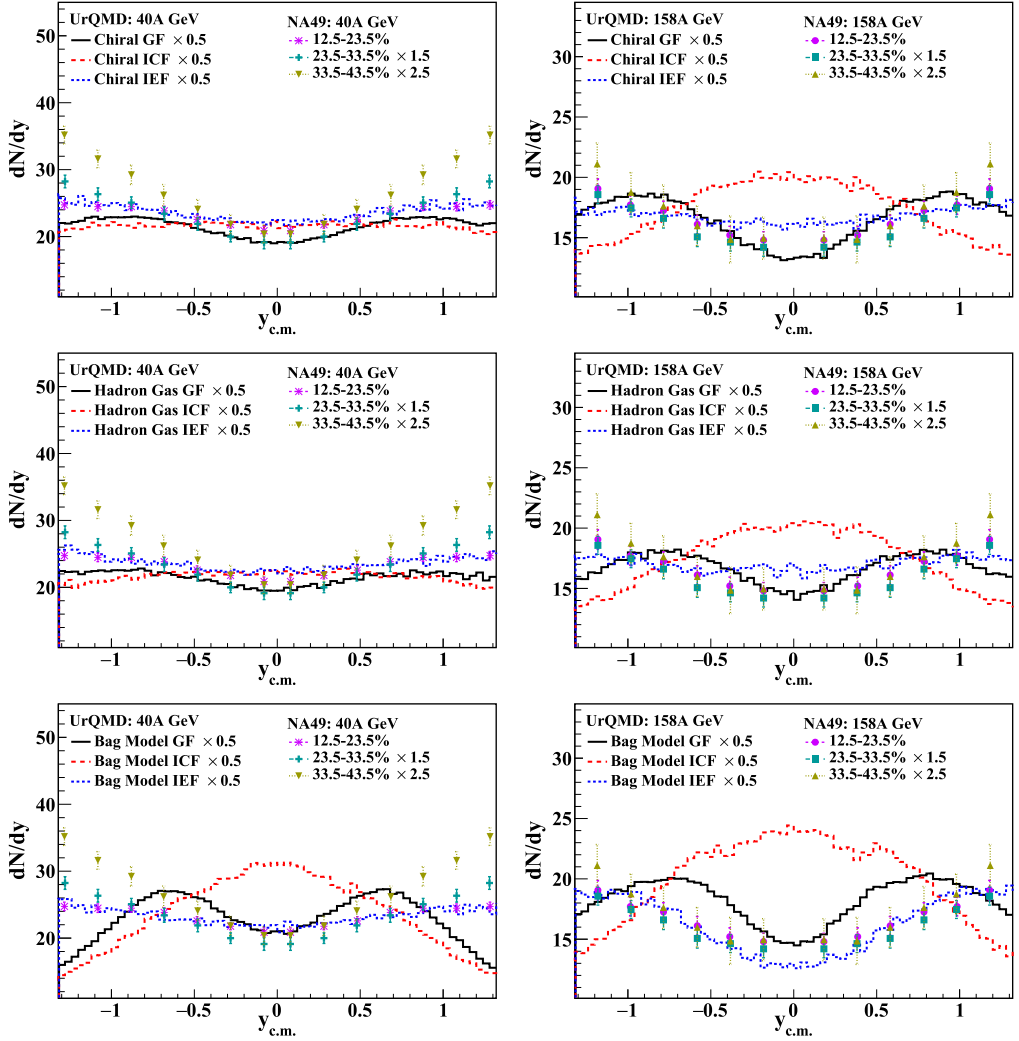 UrQMD: 40A GeV
Chiral GF × 0.5
Chiral ICF × 0.5
Chiral IEF × 0.5
NA49: 40A GeV
12.5-23.5%
23.5-33.5% × 1.5
33.5-43.5% × 2.5
dN/dy
50
40
30
20
−1
−0.5
0
0.5
1
y c.m.
UrQMD: 158A GeV
Chiral GF × 0.5
Chiral ICF × 0.5
Chiral IEF × 0.5
NA49: 158A GeV
12.5-23.5%
23.5-33.5% × 1.5
33.5-43.5% × 2.5
dN/dy
30
25
20
15
−1
−0.5
0
0.5
1
y c.m.
UrQMD: 40A GeV
Hadron Gas GF × 0.5
Hadron Gas ICF × 0.5
Hadron Gas IEF × 0.5
NA49: 40A GeV
12.5-23.5%
23.5-33.5% × 1.5
33.5-43.5% × 2.5
dN/dy
50
40
30
20
−1
−0.5
0
0.5
1
y c.m.
UrQMD: 158A GeV
Hadron Gas GF × 0.5
Hadron Gas ICF × 0.5
Hadron Gas IEF × 0.5
NA49: 158A GeV
12.5-23.5%
23.5-33.5% × 1.5
33.5-43.5% × 2.5
dN/dy
30
25
20
15
−1
−0.5
0
0.5
1
y c.m.
UrQMD: 40A GeV
Bag Model GF × 0.5
Bag Model ICF × 0.5
Bag Model IEF × 0.5
NA49: 40A GeV
12.5-23.5%
23.5-33.5% × 1.5
33.5-43.5% × 2.5
dN/dy
50
40
30
20
−1
−0.5
0
0.5
1
y c.m.
UrQMD: 158A GeV
Bag Model GF × 0.5
Bag Model ICF × 0.5
Bag Model IEF × 0.5
NA49: 158A GeV
12.5-23.5%
23.5-33.5% × 1.5
33.5-43.5% × 2.5
dN/dy
30
25
20
15
−1
−0.5
0
0.5
1
y c.m.